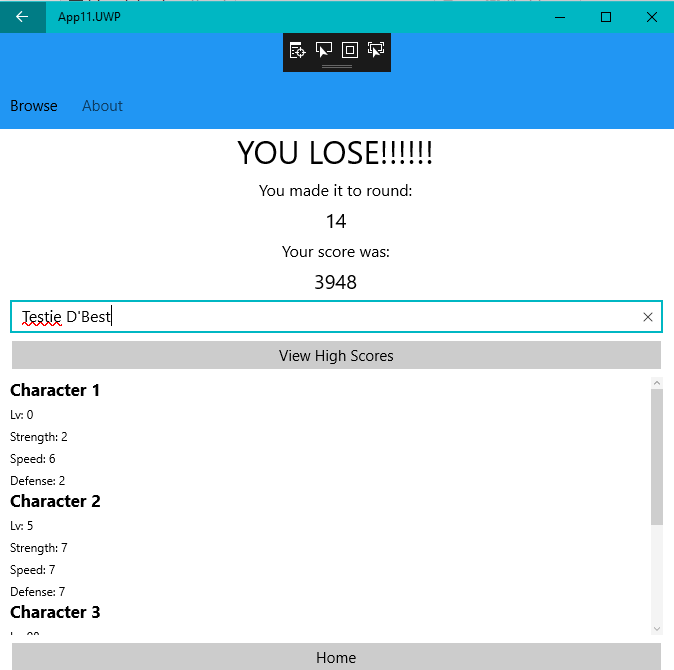 App11.UWP
Browse About
YOU LOSE!!!!!!
You made it to round:
14
Your score was:
3948
Testie D'Best
View High Scores
Character 1
Lv: 0
Strength: 2
Speed: 6
Defense: 2
Character 2
Lv: 5
Strength: 7
Speed: 7
Defense: 7
Character 3
Home